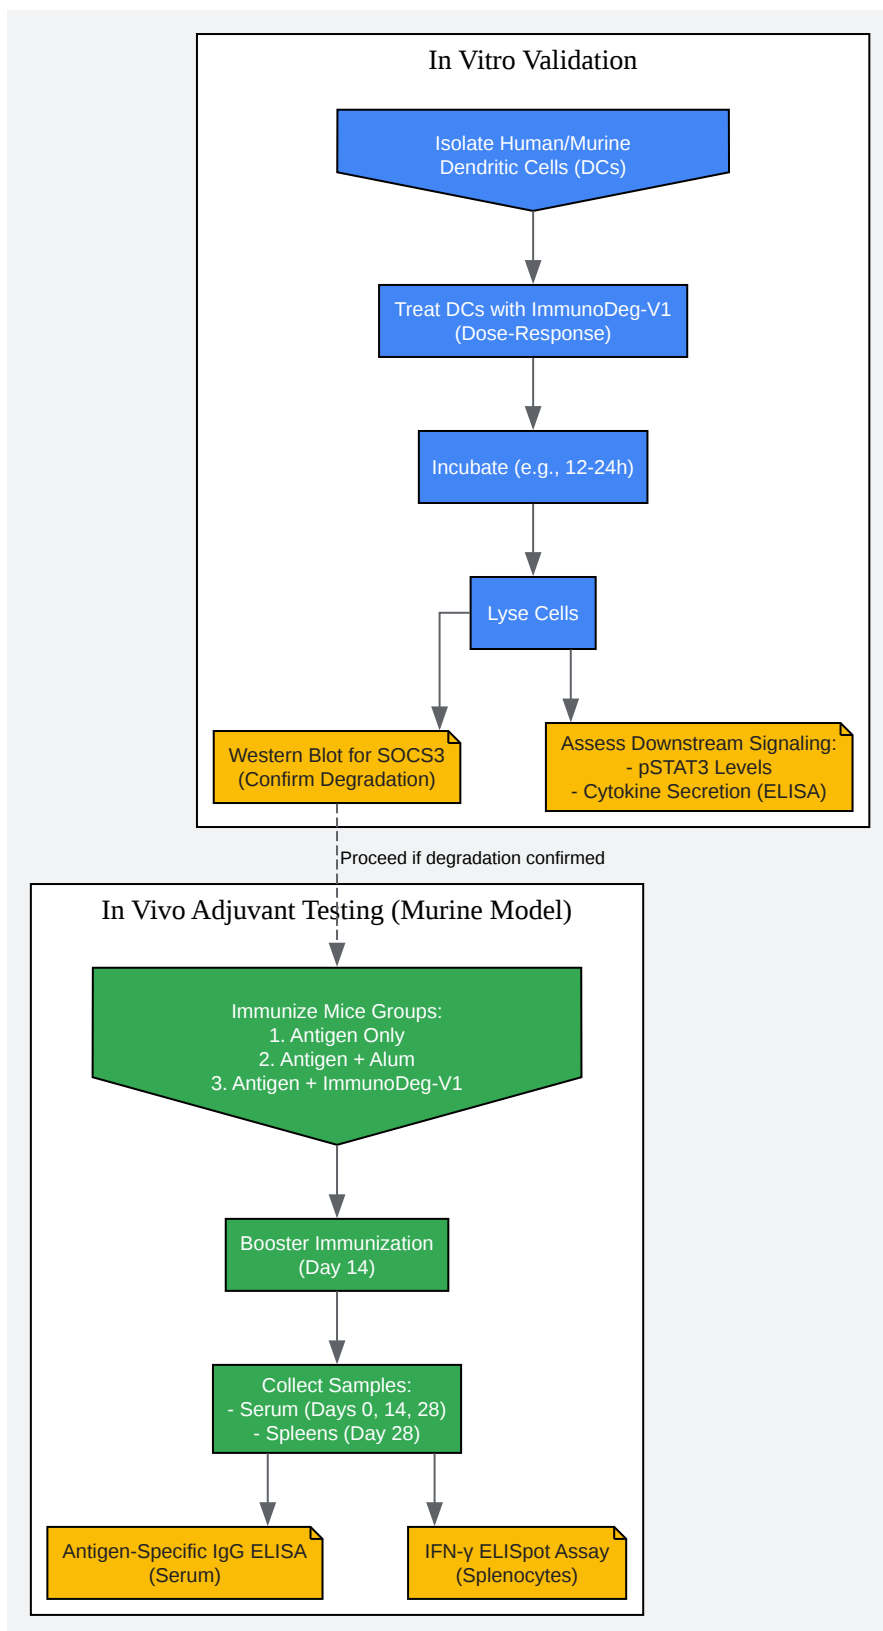 In Vitro Validation
Isolate Human/Murine
Dendritic Cells (DCs)
Treat DCs with ImmunoDeg-V1
(Dose-Response)
Incubate (e.g., 12-24h)
Lyse Cells
Western Blot for SOCS3
(Confirm Degradation)
Assess Downstream Signaling:
- pSTAT3 Levels
- Cytokine Secretion (ELISA)
Proceed if degradation confirmed
In Vivo Adjuvant Testing (Murine Model)
Immunize Mice Groups:
1. Antigen Only
2. Antigen + Alum
3. Antigen + ImmunoDeg-V1
Booster Immunization
(Day 14)
Collect Samples:
- Serum (Days 0, 14, 28)
- Spleens (Day 28)
Antigen-Specific IgG ELISA
(Serum)
IFN-γ ELISpot Assay
(Splenocytes)